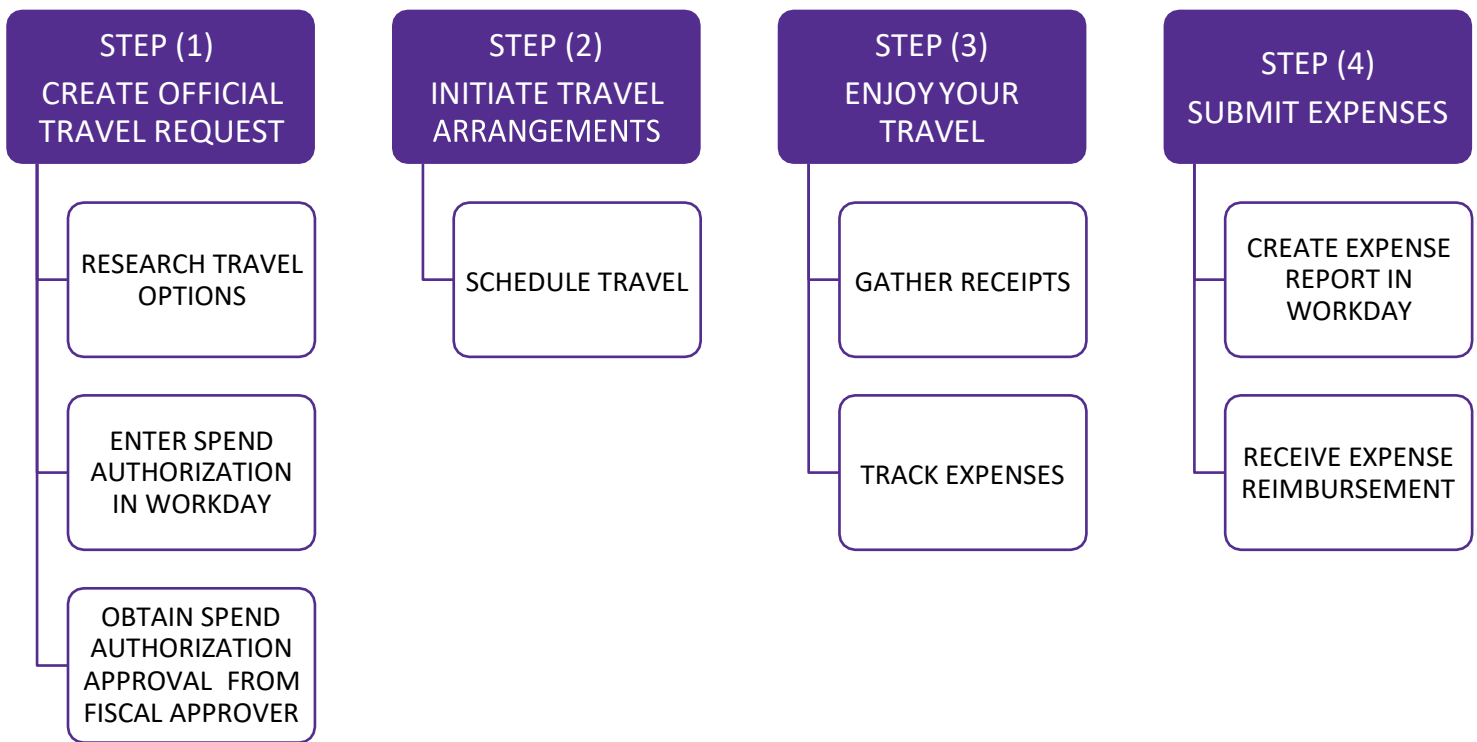 STEP (1)
CREATE OFFICIAL
TRAVEL REQUEST
RESEARCH TRAVEL
OPTIONS
ENTER SPEND
AUTHORIZATION
IN WORKDAY
OBTAIN SPEND
AUTHORIZATION
APPROVAL FROM
FISCAL APPROVER
STEP (2)
INITIATE TRAVEL
ARRANGEMENTS
SCHEDULE TRAVEL
STEP (3)
ENJOY YOUR
TRAVEL
GATHER RECEIPTS
TRACK EXPENSES
STEP (4)
SUBMIT EXPENSES
CREATE EXPENSE
REPORT IN
WORKDAY
RECEIVE EXPENSE
REIMBURSEMENT